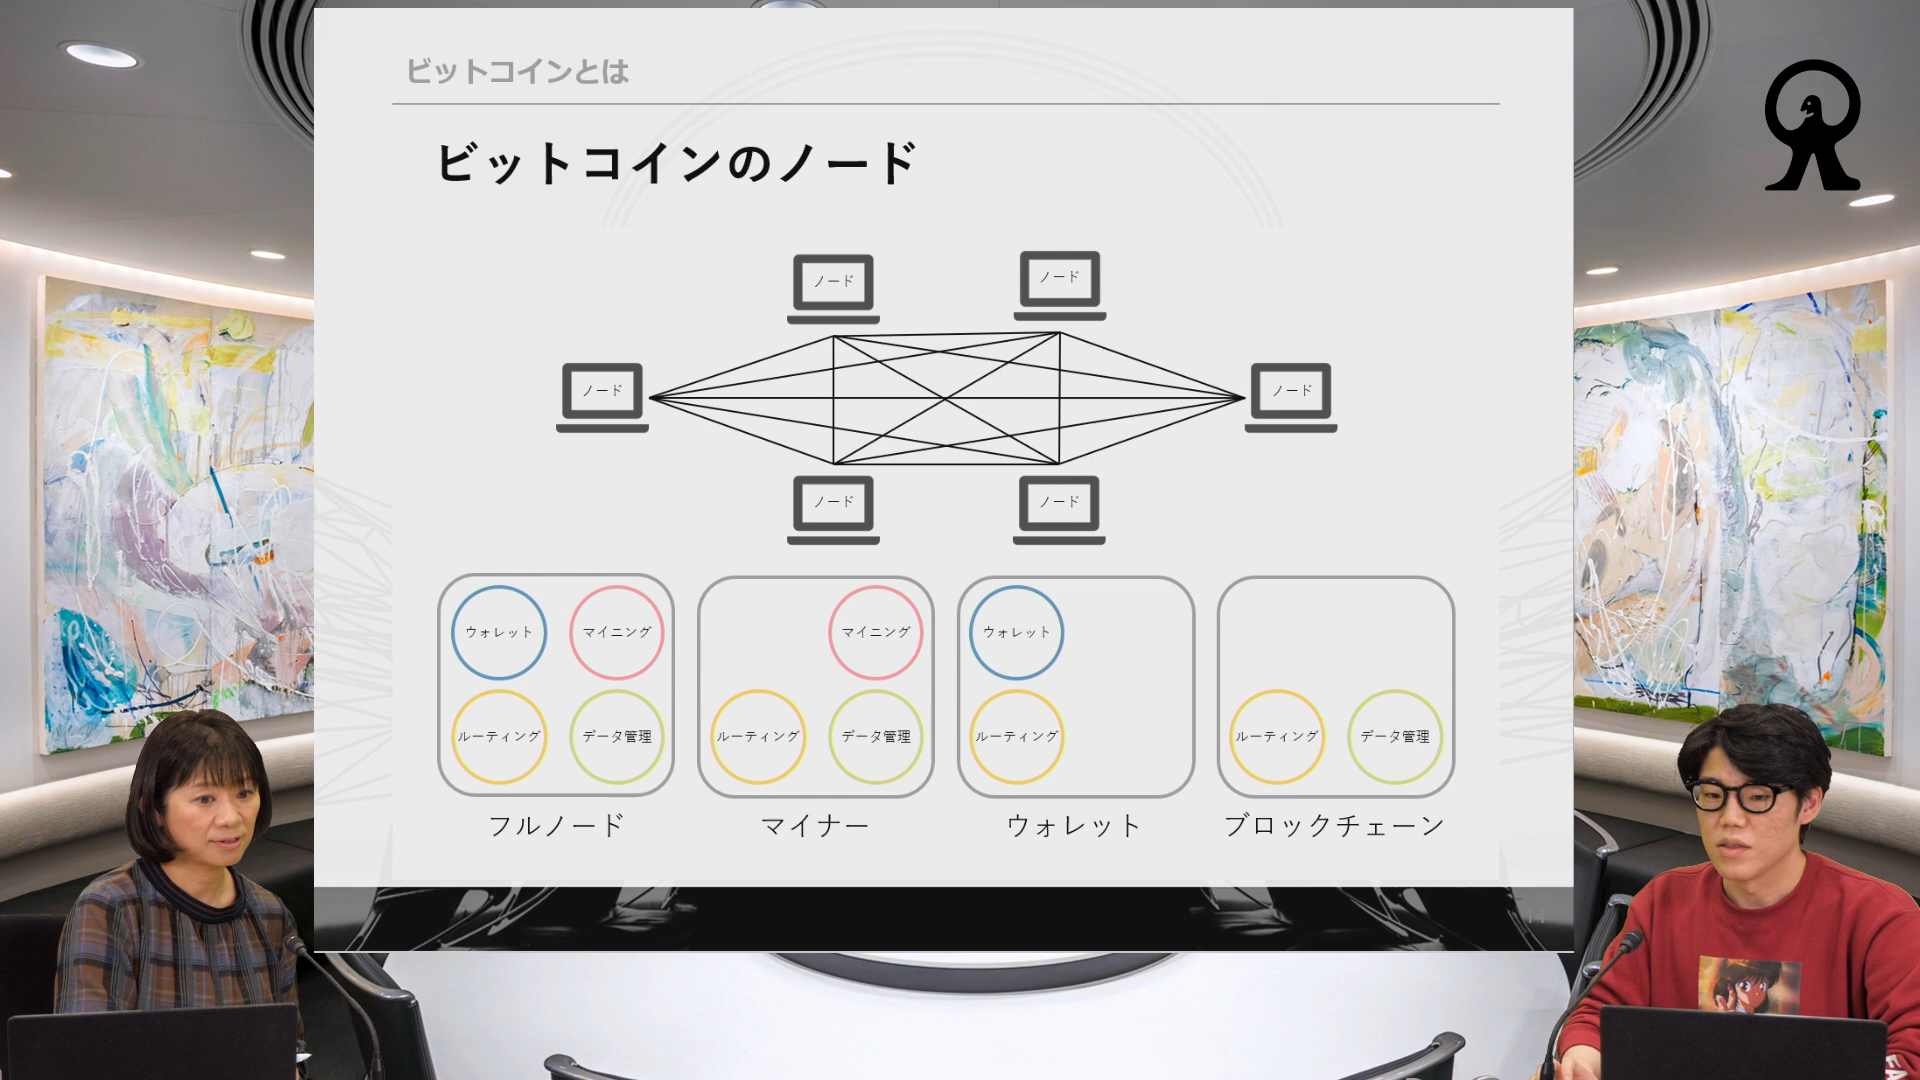 ビットコインとは
ビットコインのノード
ノード
ノード
ノード
ノード
ノード
ノード
ウォレット
マイニング
ルーティング
データ管理
フルノード
マイニング
ルーティング
データ管理
マイナー
ウォレット
ルーティング
ウォレット
ルーティング
データ管理
ブロックチェーン